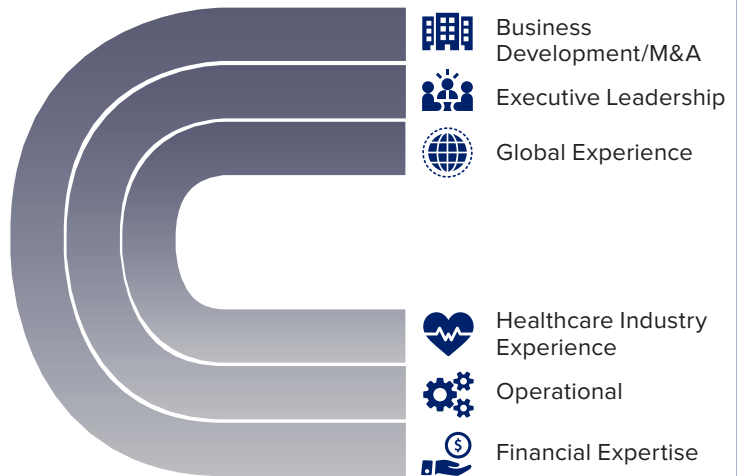 Business
Development/M&A
Executive Leadership
Global Experience
Healthcare Industry
Experience
Operational
$
Financial Expertise